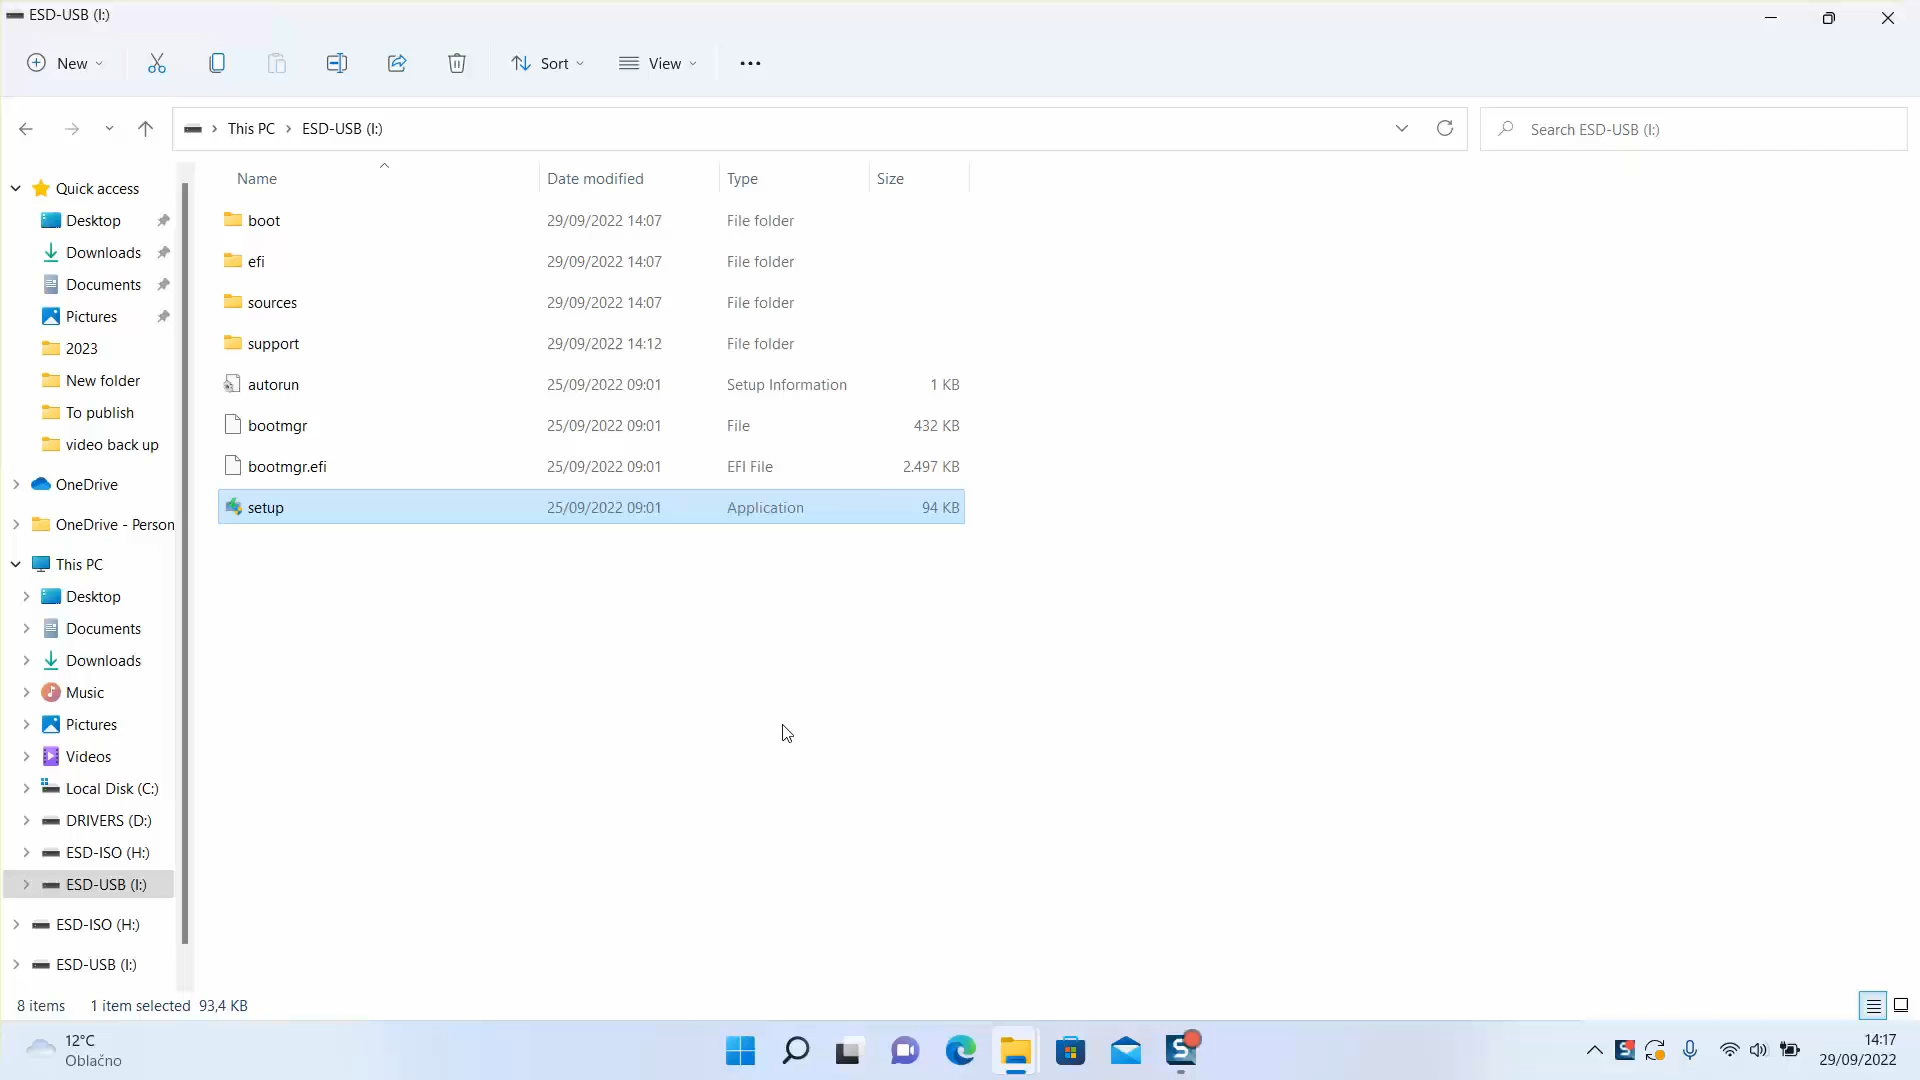 ESD-USB (I:)
New
Sort
View
This PC
ESD-USB (I:)
Search ESD-USB (I:)
Name
Date modified
Type
Size
boot
29/09/2022 14:07
File folder
efi
29/09/2022 14:07
File folder
sources
29/09/2022 14:07
File folder
support
29/09/2022 14:12
File folder
autorun
25/09/2022 09:01
Setup Information
1 KB
bootmgr
25/09/2022 09:01
File
432 KB
bootmgr.efi
25/09/2022 09:01
EFI File
2.497 KB
setup
25/09/2022 09:01
Application
94 KB
Quick access
Desktop
Downloads
Documents
Pictures
2023
New folder
To publish
video back up
OneDrive
OneDrive - Person
This PC
Desktop
Documents
Downloads
Music
Pictures
Videos
Local Disk (C:)
DRIVERS (D:)
ESD-ISO (H:)
ESD-USB (I:)
ESD-ISO (H:)
ESD-USB (I:)
8 items
1 item selected 93,4 KB
12°C
Oblačno
14:17
29/09/2022